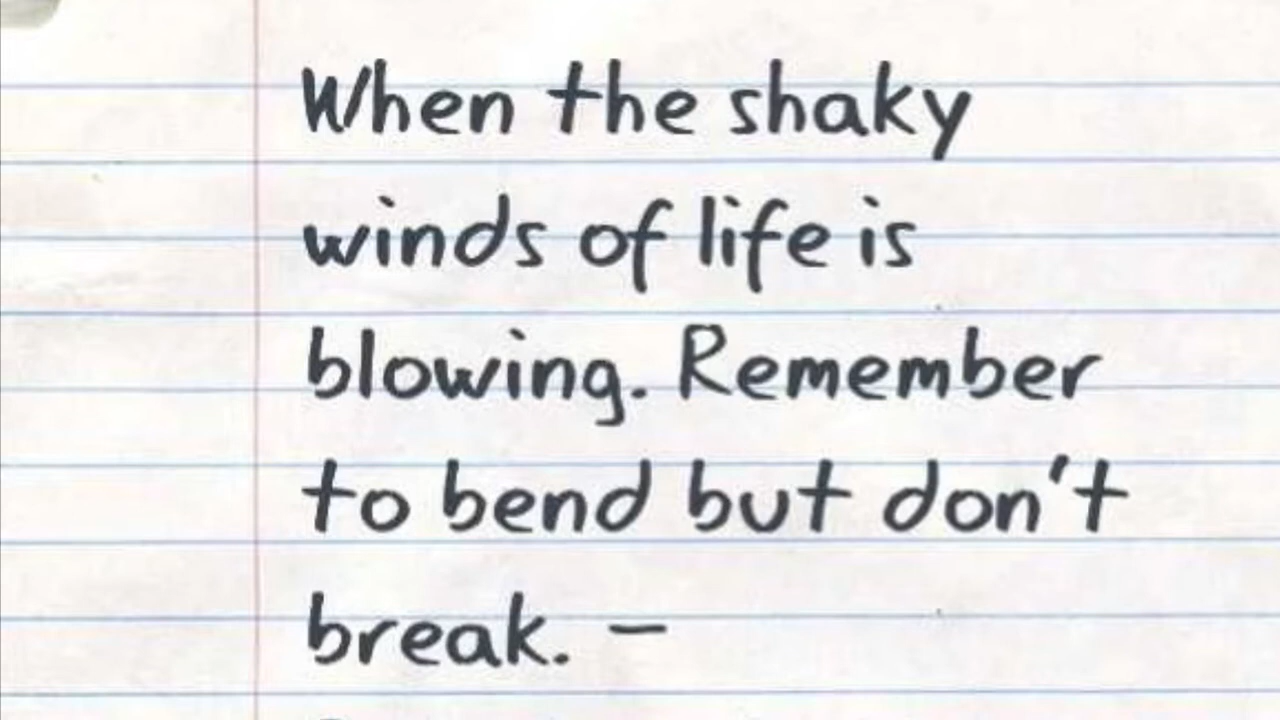 When the shaky
winds of life is
blowing. Remember
to bend but don't
break. –